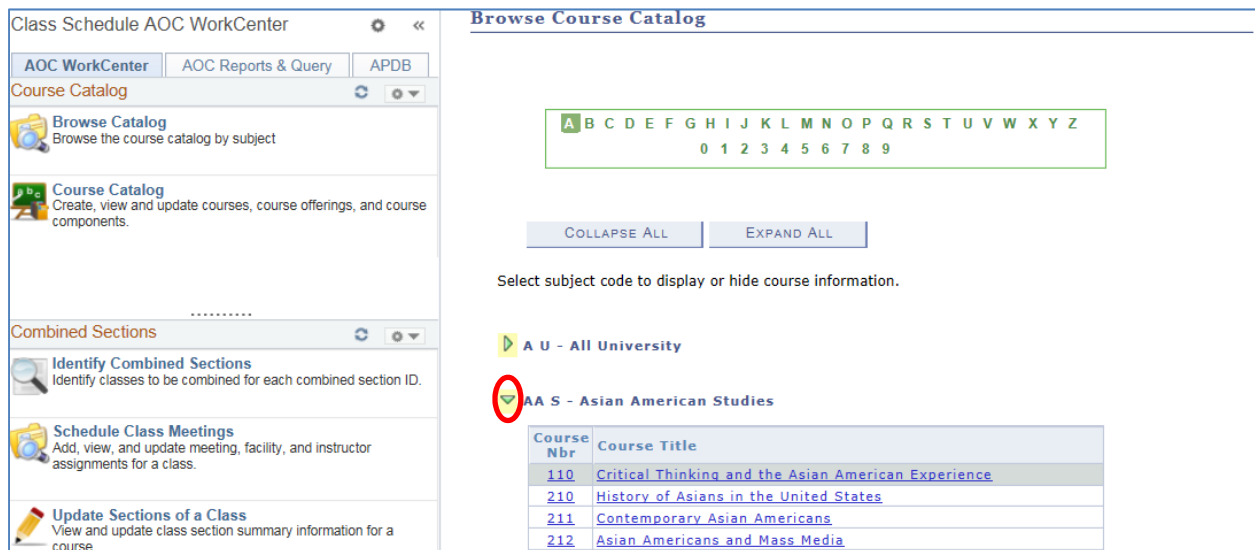 Class Schedule AOC WorkCenter
AOC WorkCenter
AOC Reports & Query
APDB
Course Catalog
Browse Catalog
Browse the course catalog by subject
Course Catalog
Create, view and update courses, course offerings, and course
components.
Combined Sections
Identify Combined Sections
Identify classes to be combined for each combined section ID.
Schedule Class Meetings
Add, view, and update meeting, facility, and instructor
assignments for a class.
Update Sections of a Class
View and update class section summary information for a
course
Browse Course Catalog
A B C D E F G H I J K L M N O P Q R S T U V W X Y Z
0 1 2 3 4 5 6 7 8 9
COLLAPSE ALL
EXPAND ALL
Select subject code to display or hide course information.
A U - All University
AA S - Asian American Studies
Course Nbr
Course Title
110 Critical Thinking and the Asian American Experience
210 History of Asians in the United States
211 Contemporary Asian Americans
212 Asian Americans and Mass Media